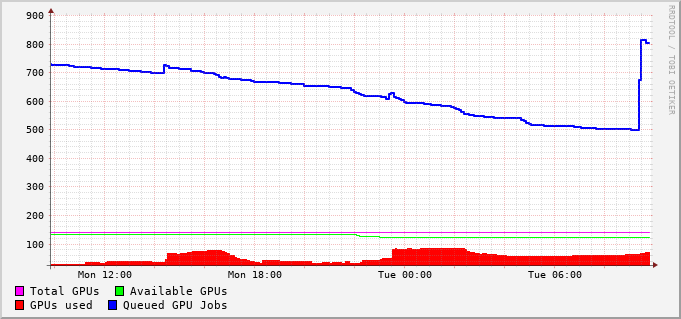 900
800
700
600
500
400
300
200
100
Mon 12:00 Mon 18:00 Tue 00:00 Tue 06:00
Total GPUs Available GPUs
GPUs used Queued GPU Jobs
RRDTOOL / TOBI OETIKER